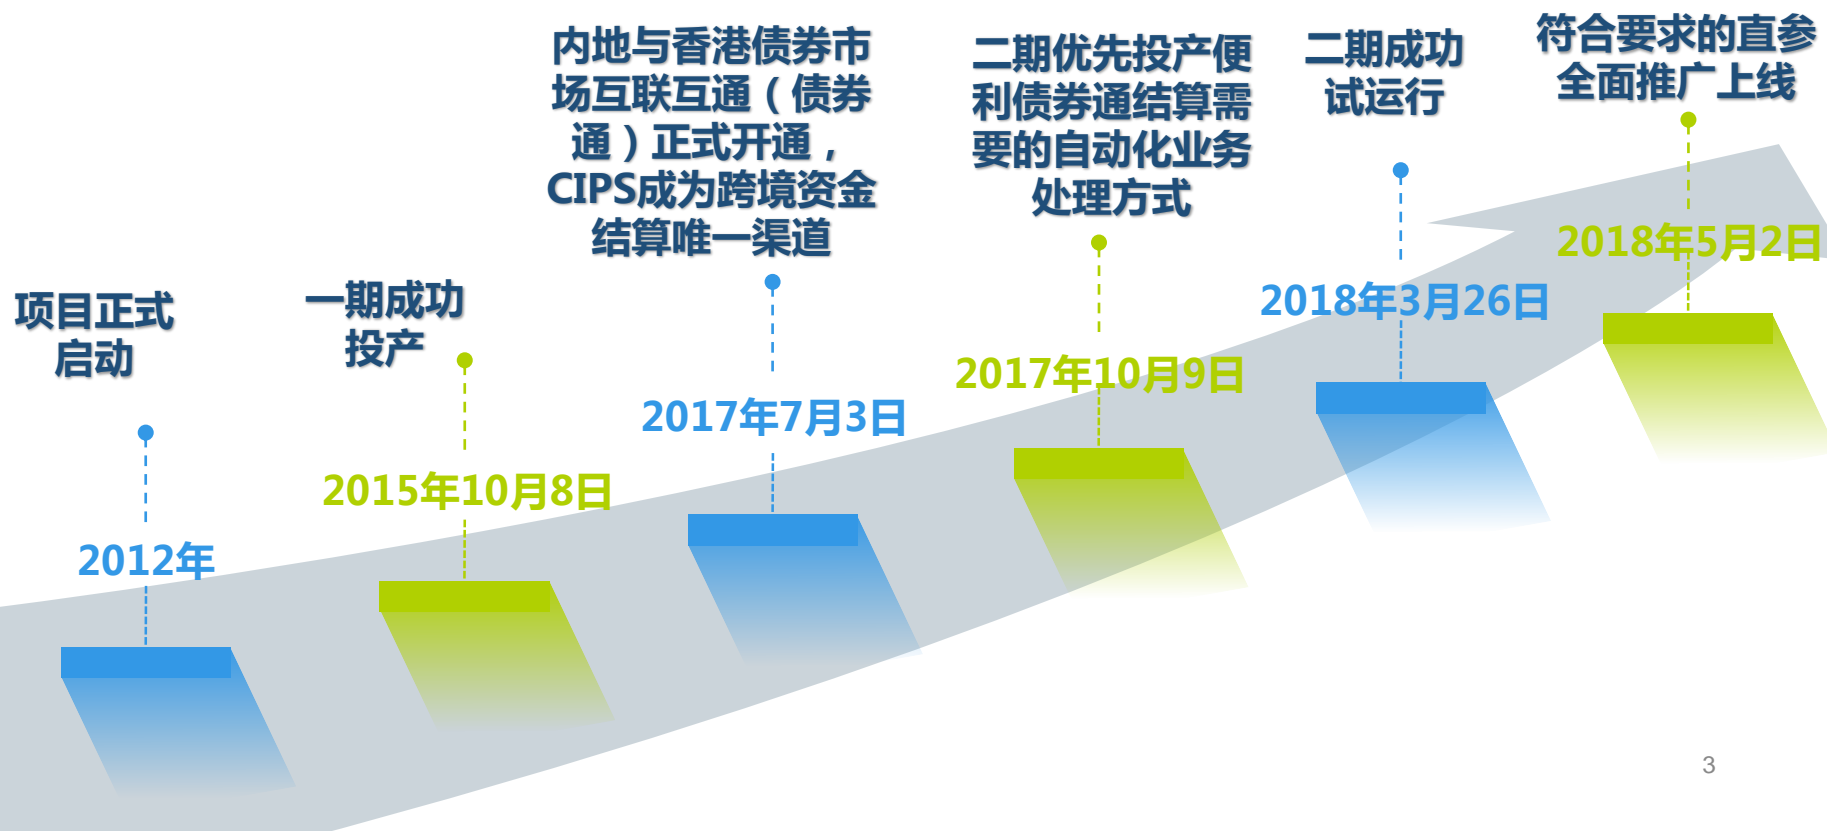 项目正式
启动
2012年
一期成功
投产
2015年10月8日
内地与香港债券市
场互联互通（债券
通）正式开通，
CIPS成为跨境资金
结算唯一渠道
2017年7月3日
二期优先投产便
利债券通结算需
要的自动化业务
处理方式
2017年10月9日
二期成功
试运行
2018年3月26日
符合要求的直参
全面推广上线
2018年5月2日
3